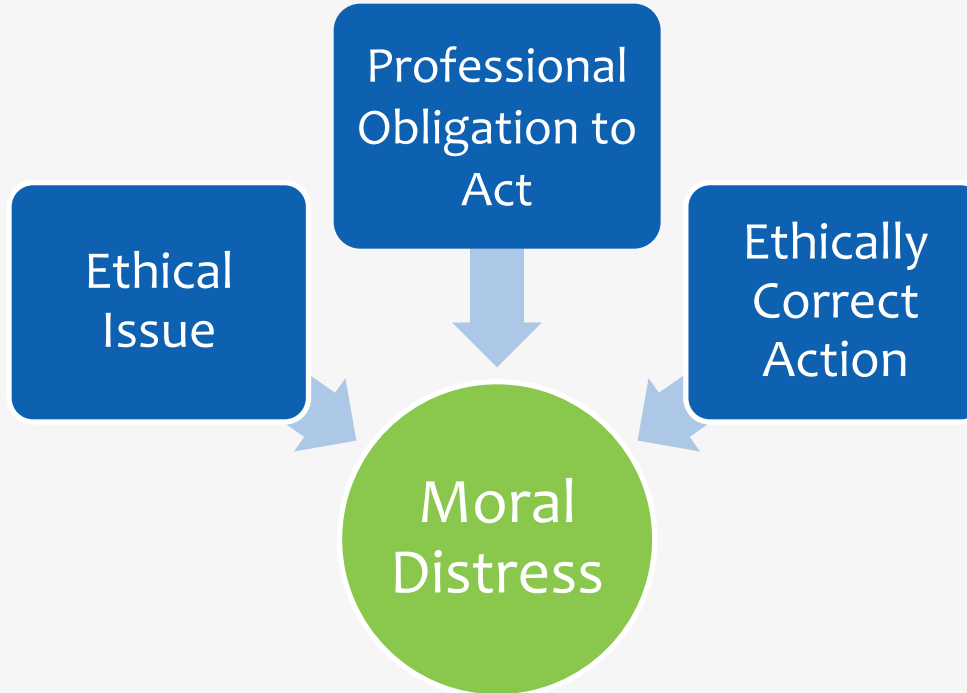 Professional
Obligation to
Act
Ethical
Issue
Ethically
Correct
Action
Moral
Distress